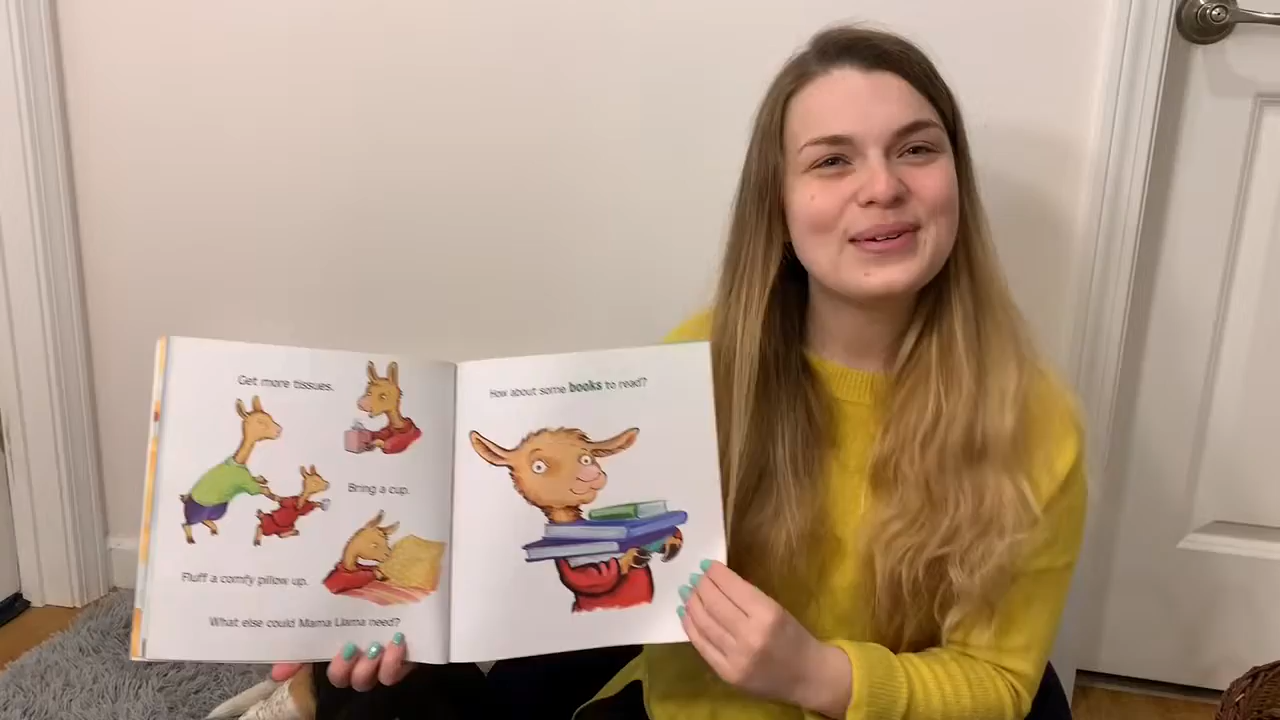 Get more tissues.
Bring a cup.
Fluff a comfy pillow up.
What else could Mama Llama need?
How about some books to read?